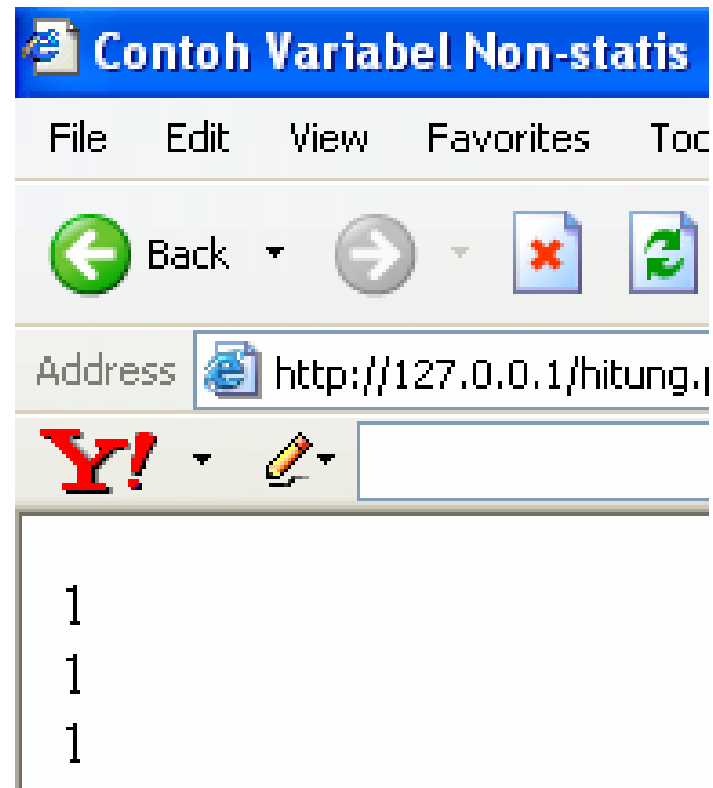 Contoh Variabel Non-statis
File Edit View Favorites Too
Back
Address http://127.0.0.1/hitung.p
Y!
1
1
1